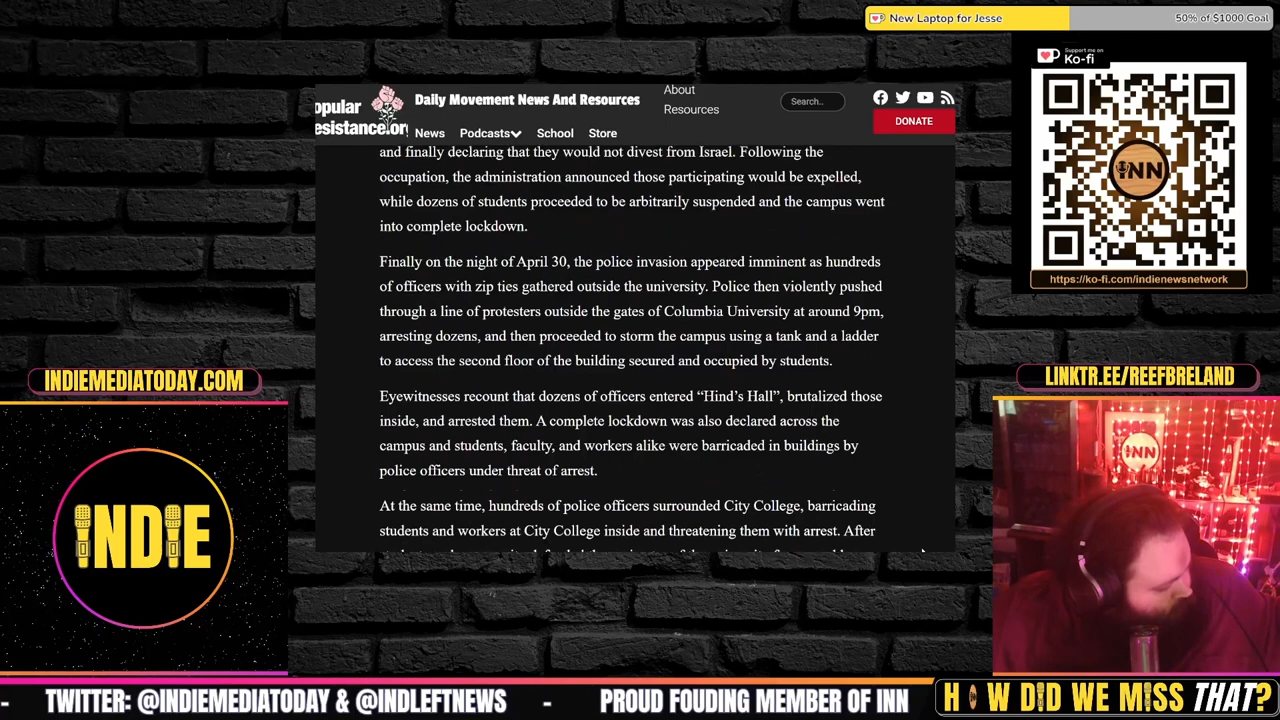 New Laptop for Jesse
50% of $1000 Goal
Support me on
Ko-fi
INN
https://ko-fi.com/indienewsnetwork
opular
esistance.or
Daily Movement News And Resources
About
Resources
Search..
DONATE
News
Podcasts
School
Store
and finally declaring that they would not divest from Israel. Following the
occupation, the administration announced those participating would be expelled,
while dozens of students proceeded to be arbitrarily suspended and the campus went
into complete lockdown.
Finally on the night of April 30, the police invasion appeared imminent as hundreds
of officers with zip ties gathered outside the university. Police then violently pushed
through a line of protesters outside the gates of Columbia University at around 9pm,
arresting dozens, and then proceeded to storm the campus using a tank and a ladder
to access the second floor of the building secured and occupied by students.
Eyewitnesses recount that dozens of officers entered “Hind’s Hall”, brutalized those
inside, and arrested them. A complete lockdown was also declared across the
campus and students, faculty, and workers alike were barricaded in buildings by
police officers under threat of arrest.
At the same time, hundreds of police officers surrounded City College, barricading
students and workers at City College inside and threatening them with arrest. After
INDIEMEDIATODAY.COM
INDIE
LINKTR.EE/REEFBRELAND
INN
- TWITTER: @INDIEMEDIATODAY & @INDLEFTNEWS - PROUD FOUDING MEMBER OF INN
HOW DID WE MISS THAT?